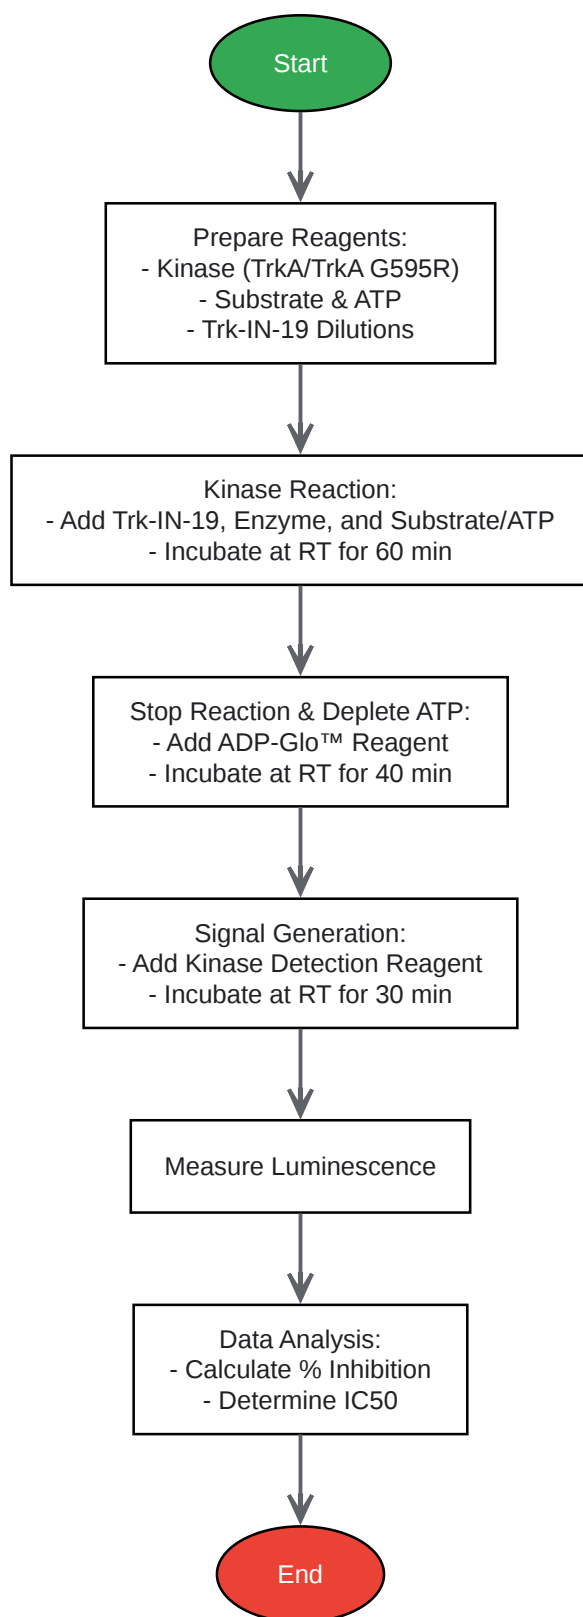 Start
Prepare Reagents:
- Kinase (TrkA/TrkA G595R)
- Substrate & ATP
- Trk-IN-19 Dilutions
Kinase Reaction:
- Add Trk-IN-19, Enzyme, and Substrate/ATP
- Incubate at RT for 60 min
Stop Reaction & Deplete ATP:
- Add ADP-Glo™ Reagent
- Incubate at RT for 40 min
Signal Generation:
- Add Kinase Detection Reagent
- Incubate at RT for 30 min
Measure Luminescence
Data Analysis:
- Calculate % Inhibition
- Determine IC50
End